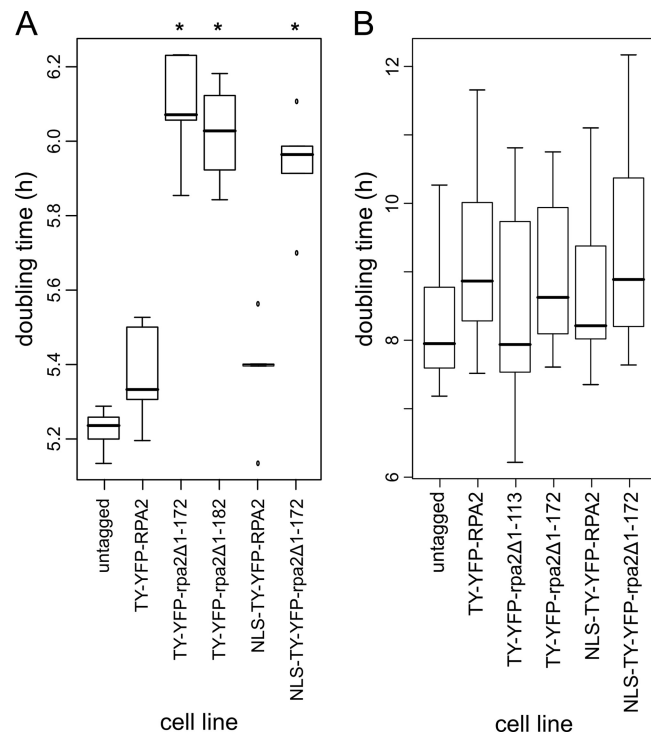 A
* * *
doubling time (h)
6.2
6.0
5.8
5.6
5.4
5.2
untagged
TY-YFP-RPA2
TY-YFP-rpa2Δ1-172
TY-YFP-rpa2Δ1-182
NLS-TY-YFP-RPA2
NLS-TY-YFP-rpa2Δ1-172
cell line
B
doubling time (h)
12
10
8
6
untagged
TY-YFP-RPA2
TY-YFP-rpa2Δ1-113
TY-YFP-rpa2Δ1-172
NLS-TY-YFP-RPA2
NLS-TY-YFP-rpa2Δ1-172
cell line